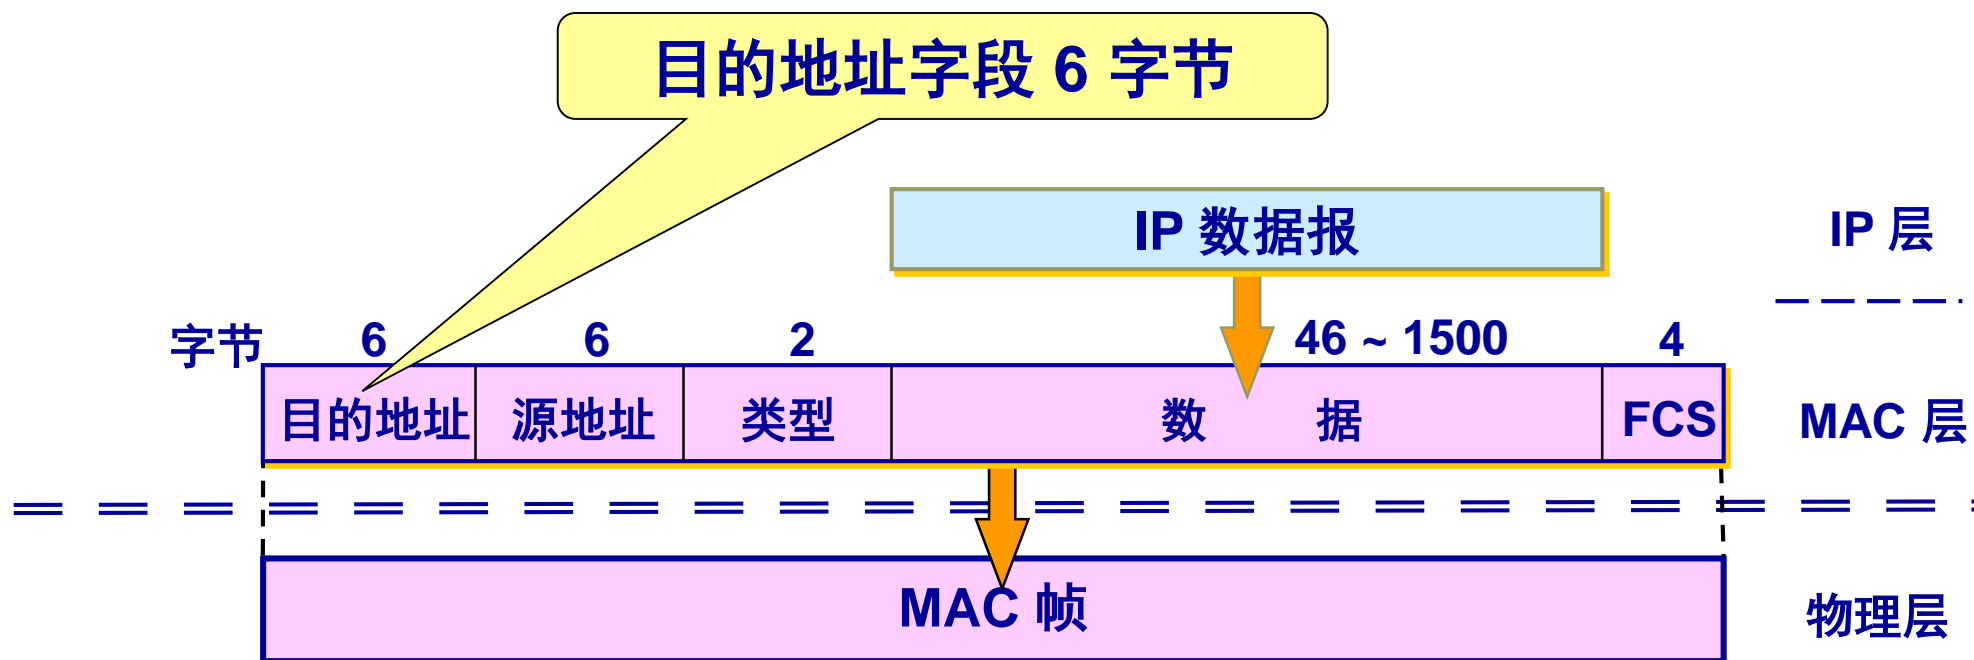 目的地址字段 6 字节
IP 数据报
IP 层
字节 6 6 2 46 ~ 1500 4
目的地址 源地址 类型 数 据 FCS
MAC 层
MAC 帧
物理层